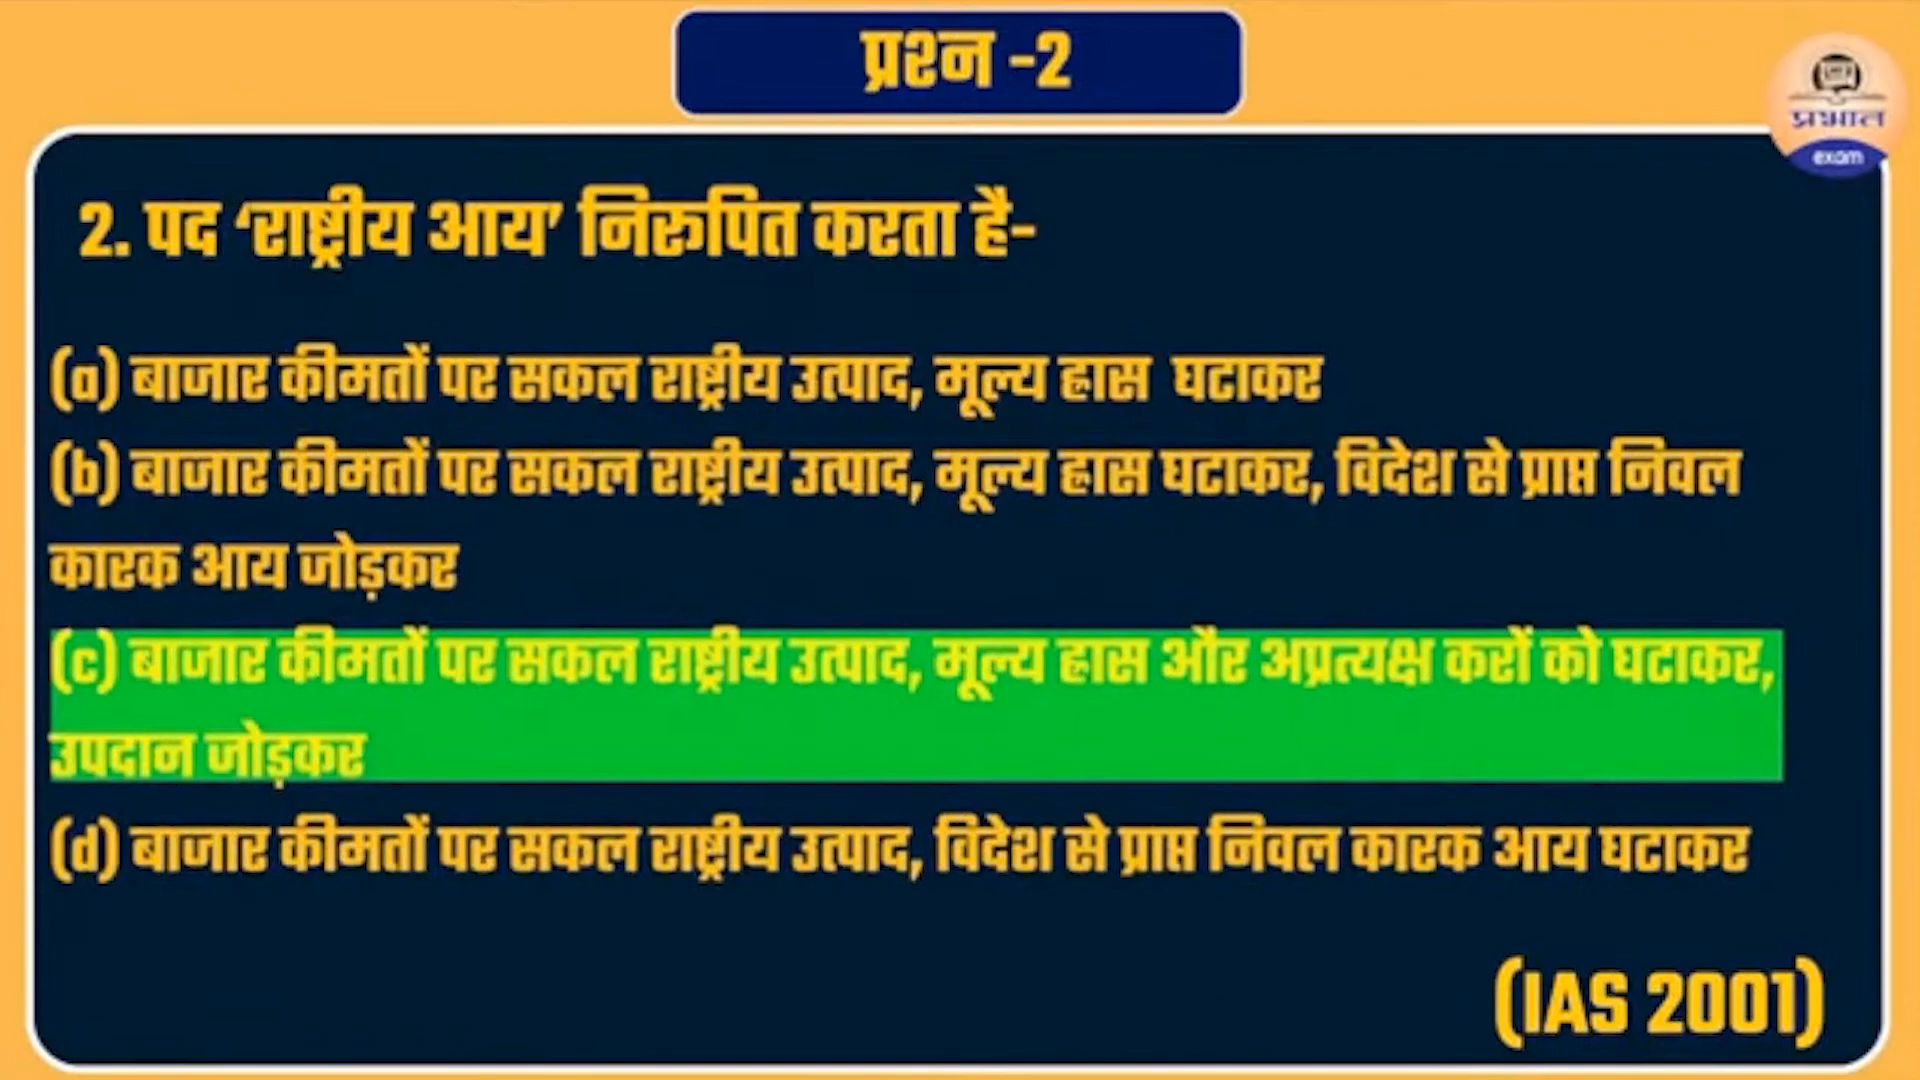 प्रश्न -2
प्रभात
exam
2. पद ‘राष्ट्रीय आय’ निरूपित करता है-
(a) बाजार कीमतों पर सकल राष्ट्रीय उत्पाद, मूल्य ह्रास घटाकर
(b) बाजार कीमतों पर सकल राष्ट्रीय उत्पाद, मूल्य ह्रास घटाकर, विदेश से प्राप्त निवल
कारक आय जोड़कर
(c) बाजार कीमतों पर सकल राष्ट्रीय उत्पाद, मूल्य ह्रास और अप्रत्यक्ष करों को घटाकर,
उपदान जोड़कर
(d) बाजार कीमतों पर सकल राष्ट्रीय उत्पाद, विदेश से प्राप्त निवल कारक आय घटाकर
(IAS 2001)